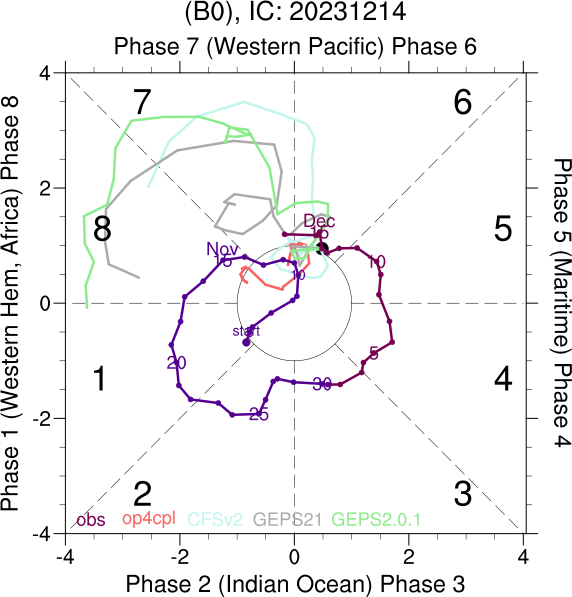 (B0), IC: 20231214
Phase 7 (Western Pacific) Phase 6
Phase 1 (Western Hem, Africa) Phase 8
Phase 5 (Maritime) Phase 4
4
2
0
-2
-4
7
6
8
5
1
4
2
3
Dec
15
Nov
15
10
10
start
5
20
25
30
obs
op4cpl
CFSv2
GEPS21
GEPS2.0.1
-4
-2
0
2
4
Phase 2 (Indian Ocean) Phase 3